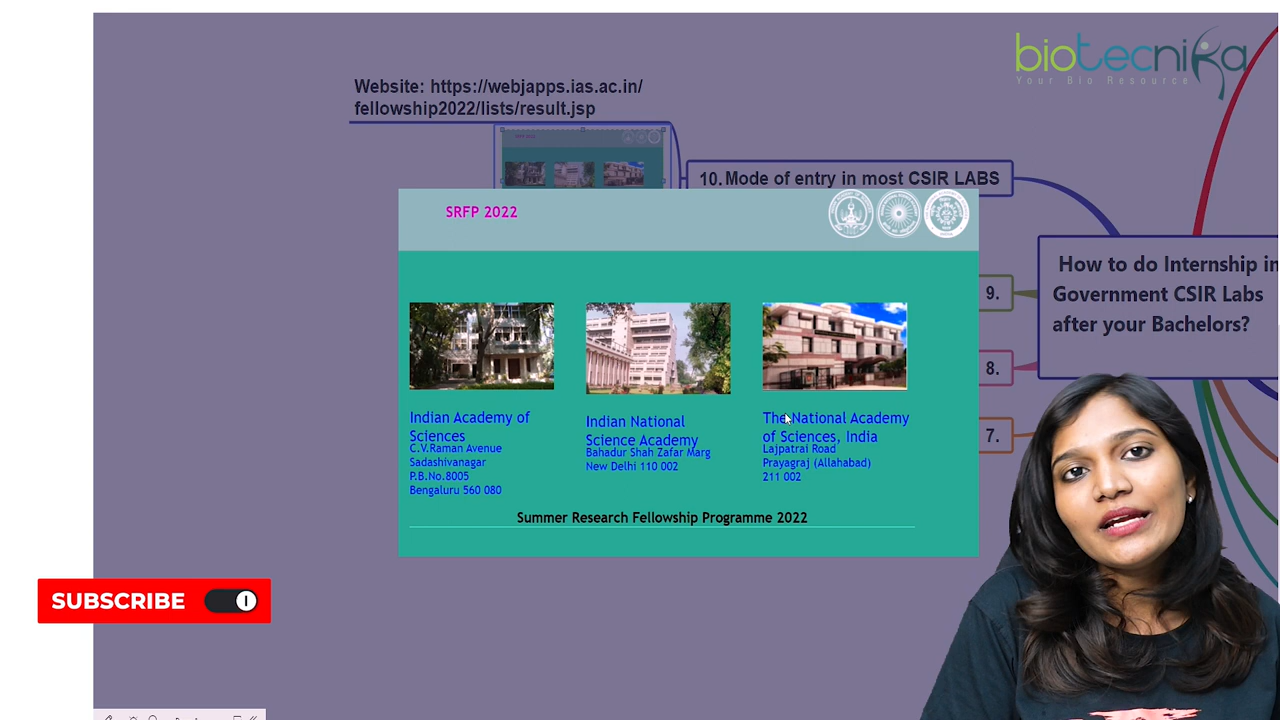 biotecnika
Your Bio Resource
Website: https://webjapps.ias.ac.in/
fellowship2022/lists/result.jsp
10. Mode of entry in most CSIR LABS
SRFP 2022
How to do Internship in
Government CSIR Labs
after your Bachelors?
9.
8.
7.
Indian Academy of
Sciences
C.V.Raman Avenue
Sadashivanagar
P.B.No.8005
Bengaluru 560 080
Indian National
Science Academy
Bahadur Shah Zafar Marg
New Delhi 110 002
The National Academy
of Sciences, India
Lajpatrai Road
Prayagraj (Allahabad)
211 002
Summer Research Fellowship Programme 2022
SUBSCRIBE